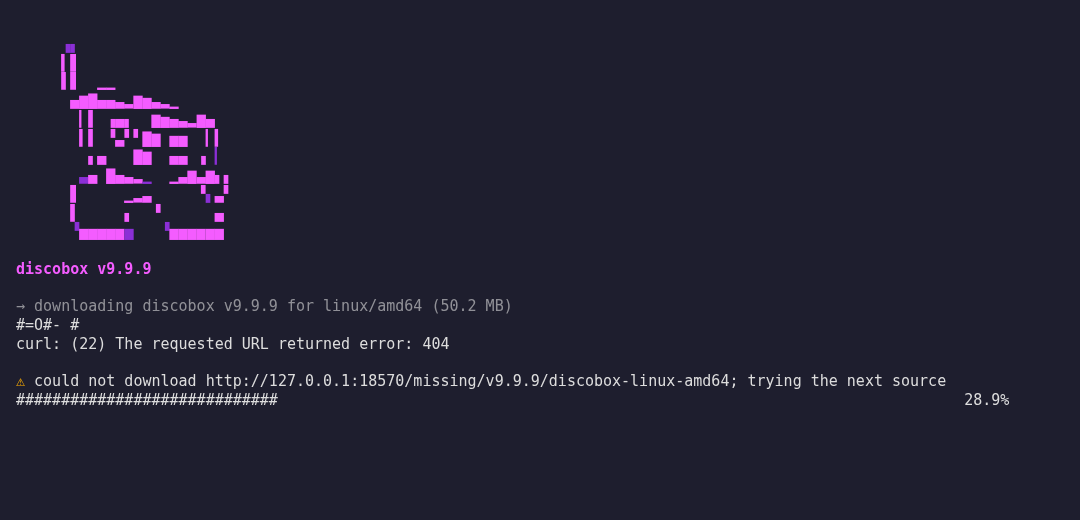 discobox v9.9.9
→ downloading discobox v9.9.9 for linux/amd64 (50.2 MB)
#=O#- #
curl: (22) The requested URL returned error: 404
⚠ could not download http://127.0.0.1:18570/missing/v9.9.9/discobox-linux-amd64; trying the next source
############################# 28.9%